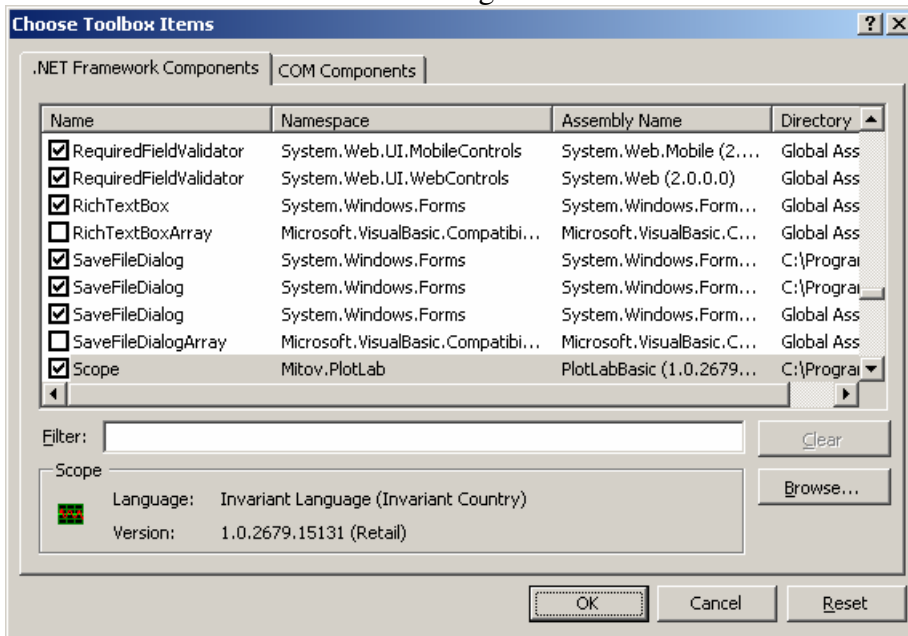 Choose Toolbox Items
.NET Framework Components COM Components
Name Namespace Assembly Name Directory
RequiredFieldValidator System.Web.UI.MobileControls System.Web.Mobile (2.... Global Ass
RequiredFieldValidator System.Web.UI.WebControls System.Web (2.0.0.0) Global Ass
RichTextBox System.Windows.Forms System.Windows.Form... Global Ass
RichTextBoxArray Microsoft.VisualBasic.Compatibi... Microsoft.VisualBasic.C... Global Ass
SaveFileDialog System.Windows.Forms System.Windows.Form... C:\Progra
SaveFileDialog System.Windows.Forms System.Windows.Form... C:\Progra
SaveFileDialog System.Windows.Forms System.Windows.Form... Global Ass
SaveFileDialogArray Microsoft.VisualBasic.Compatibi... Microsoft.VisualBasic.C... Global Ass
Scope Mitov.PlotLab PlotLabBasic (1.0.2679... C:\Progra
Filter: Clear
Scope
Language: Invariant Language (Invariant Country) Browse...
Version: 1.0.2679.15131 (Retail)
OK Cancel Reset